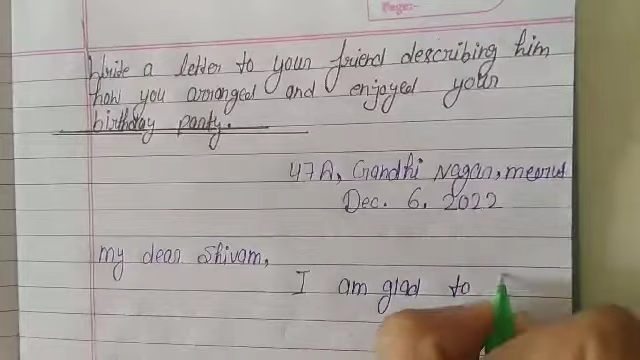 Page:
Write a letter to your friend describing him
how you arranged and enjoyed your
birthday party.
47A, Gandhi Nagar, meerut
Dec. 6. 2022
my dear Shivam,
I am glad to